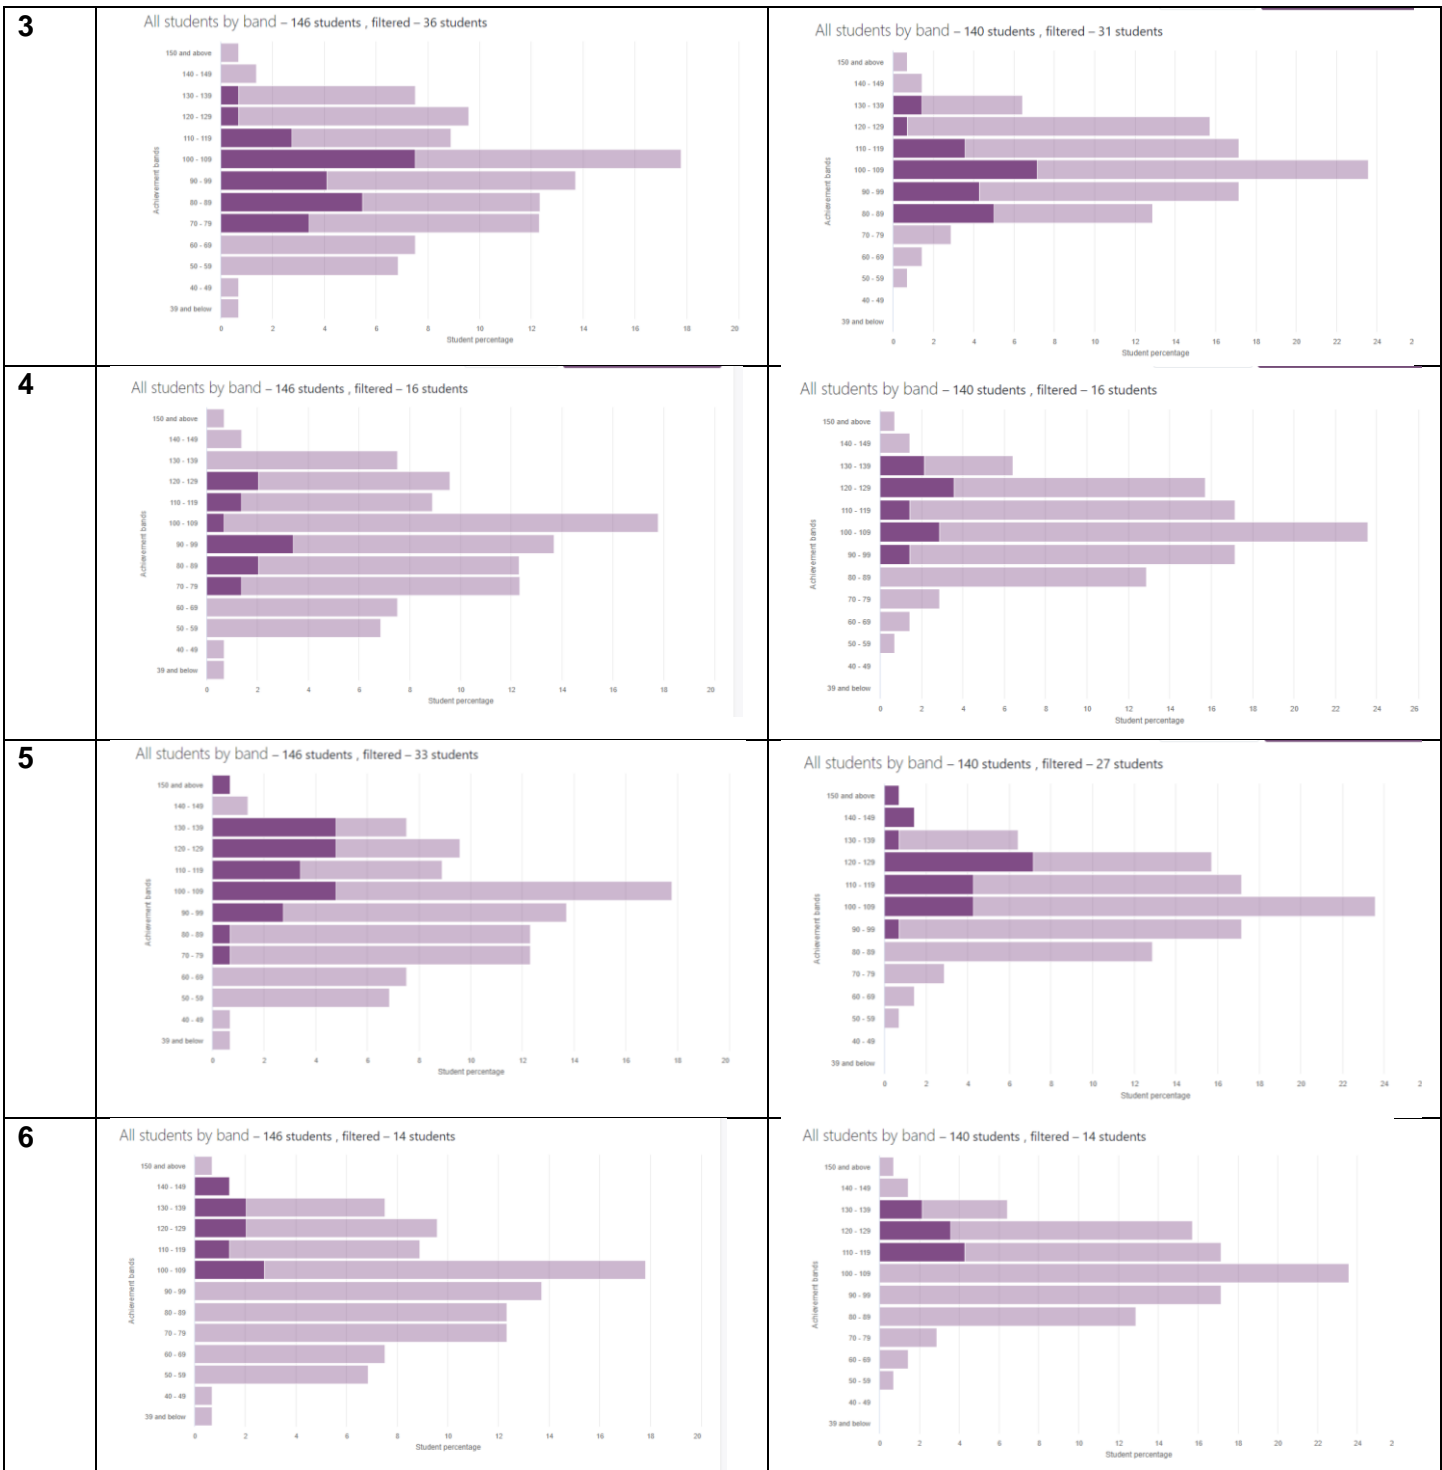 3
All students by band – 146 students , filtered – 36 students
150 and above
140 - 149
130 - 139
120 - 129
110 - 119
100 - 109
90 - 99
80 - 89
70 - 79
60 - 69
50 - 59
40 - 49
39 and below
Achievement bands
0 2 4 6 8 10 12 14 16 18 20
Student percentage
All students by band – 140 students , filtered – 31 students
150 and above
140 - 149
130 - 139
120 - 129
110 - 119
100 - 109
90 - 99
80 - 89
70 - 79
60 - 69
50 - 59
40 - 49
39 and below
Achievement bands
0 2 4 6 8 10 12 14 16 18 20 22 24 2
Student percentage
4
All students by band – 146 students , filtered – 16 students
150 and above
140 - 149
130 - 139
120 - 129
110 - 119
100 - 109
90 - 99
80 - 89
70 - 79
60 - 69
50 - 59
40 - 49
39 and below
Achievement bands
0 2 4 6 8 10 12 14 16 18 20
Student percentage
All students by band – 140 students , filtered – 16 students
150 and above
140 - 149
130 - 139
120 - 129
110 - 119
100 - 109
90 - 99
80 - 89
70 - 79
60 - 69
50 - 59
40 - 49
39 and below
Achievement bands
0 2 4 6 8 10 12 14 16 18 20 22 24 26
Student percentage
5
All students by band – 146 students , filtered – 33 students
150 and above
140 - 149
130 - 139
120 - 129
110 - 119
100 - 109
90 - 99
80 - 89
70 - 79
60 - 69
50 - 59
40 - 49
39 and below
Achievement bands
0 2 4 6 8 10 12 14 16 18 20
Student percentage
All students by band – 140 students , filtered – 27 students
150 and above
140 - 149
130 - 139
120 - 129
110 - 119
100 - 109
90 - 99
80 - 89
70 - 79
60 - 69
50 - 59
40 - 49
39 and below
Achievement bands
0 2 4 6 8 10 12 14 16 18 20 22 24 2
Student percentage
6
All students by band – 146 students , filtered – 14 students
150 and above
140 - 149
130 - 139
120 - 129
110 - 119
100 - 109
90 - 99
80 - 89
70 - 79
60 - 69
50 - 59
40 - 49
39 and below
Achievement bands
0 2 4 6 8 10 12 14 16 18 20
Student percentage
All students by band – 140 students , filtered – 14 students
150 and above
140 - 149
130 - 139
120 - 129
110 - 119
100 - 109
90 - 99
80 - 89
70 - 79
60 - 69
50 - 59
40 - 49
39 and below
Achievement bands
0 2 4 6 8 10 12 14 16 18 20 22 24 2
Student percentage